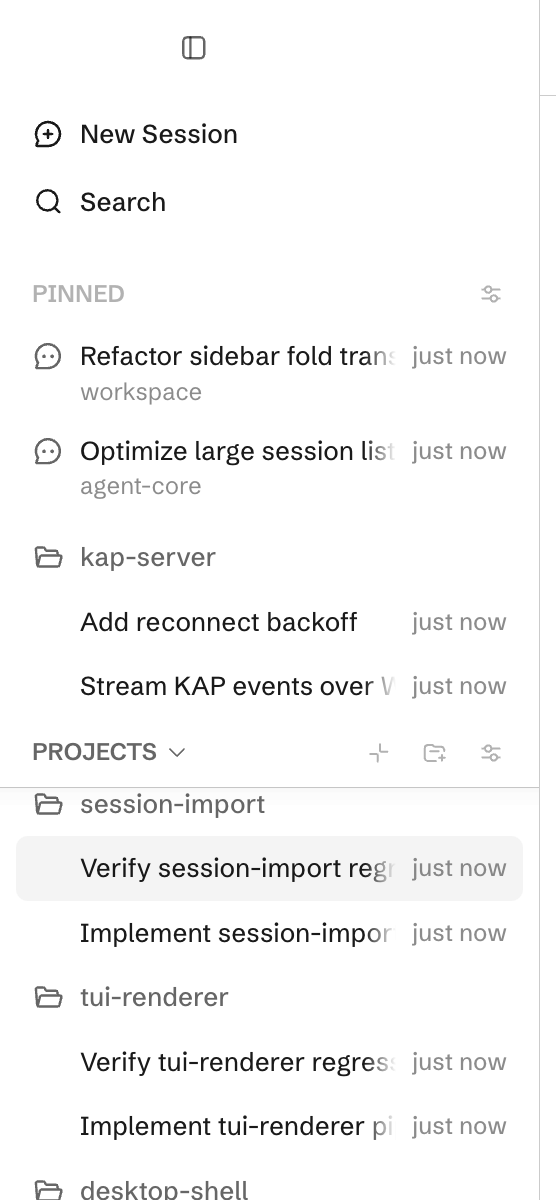 New Session
Search
PINNED
Refactor sidebar fold trans just now
workspace
Optimize large session list just now
agent-core
kap-server
Add reconnect backoff just now
Stream KAP events over just now
PROJECTS
session-import
Verify session-import regr just now
Implement session-impor just now
tui-renderer
Verify tui-renderer regress just now
Implement tui-renderer pi just now
desktop-shell